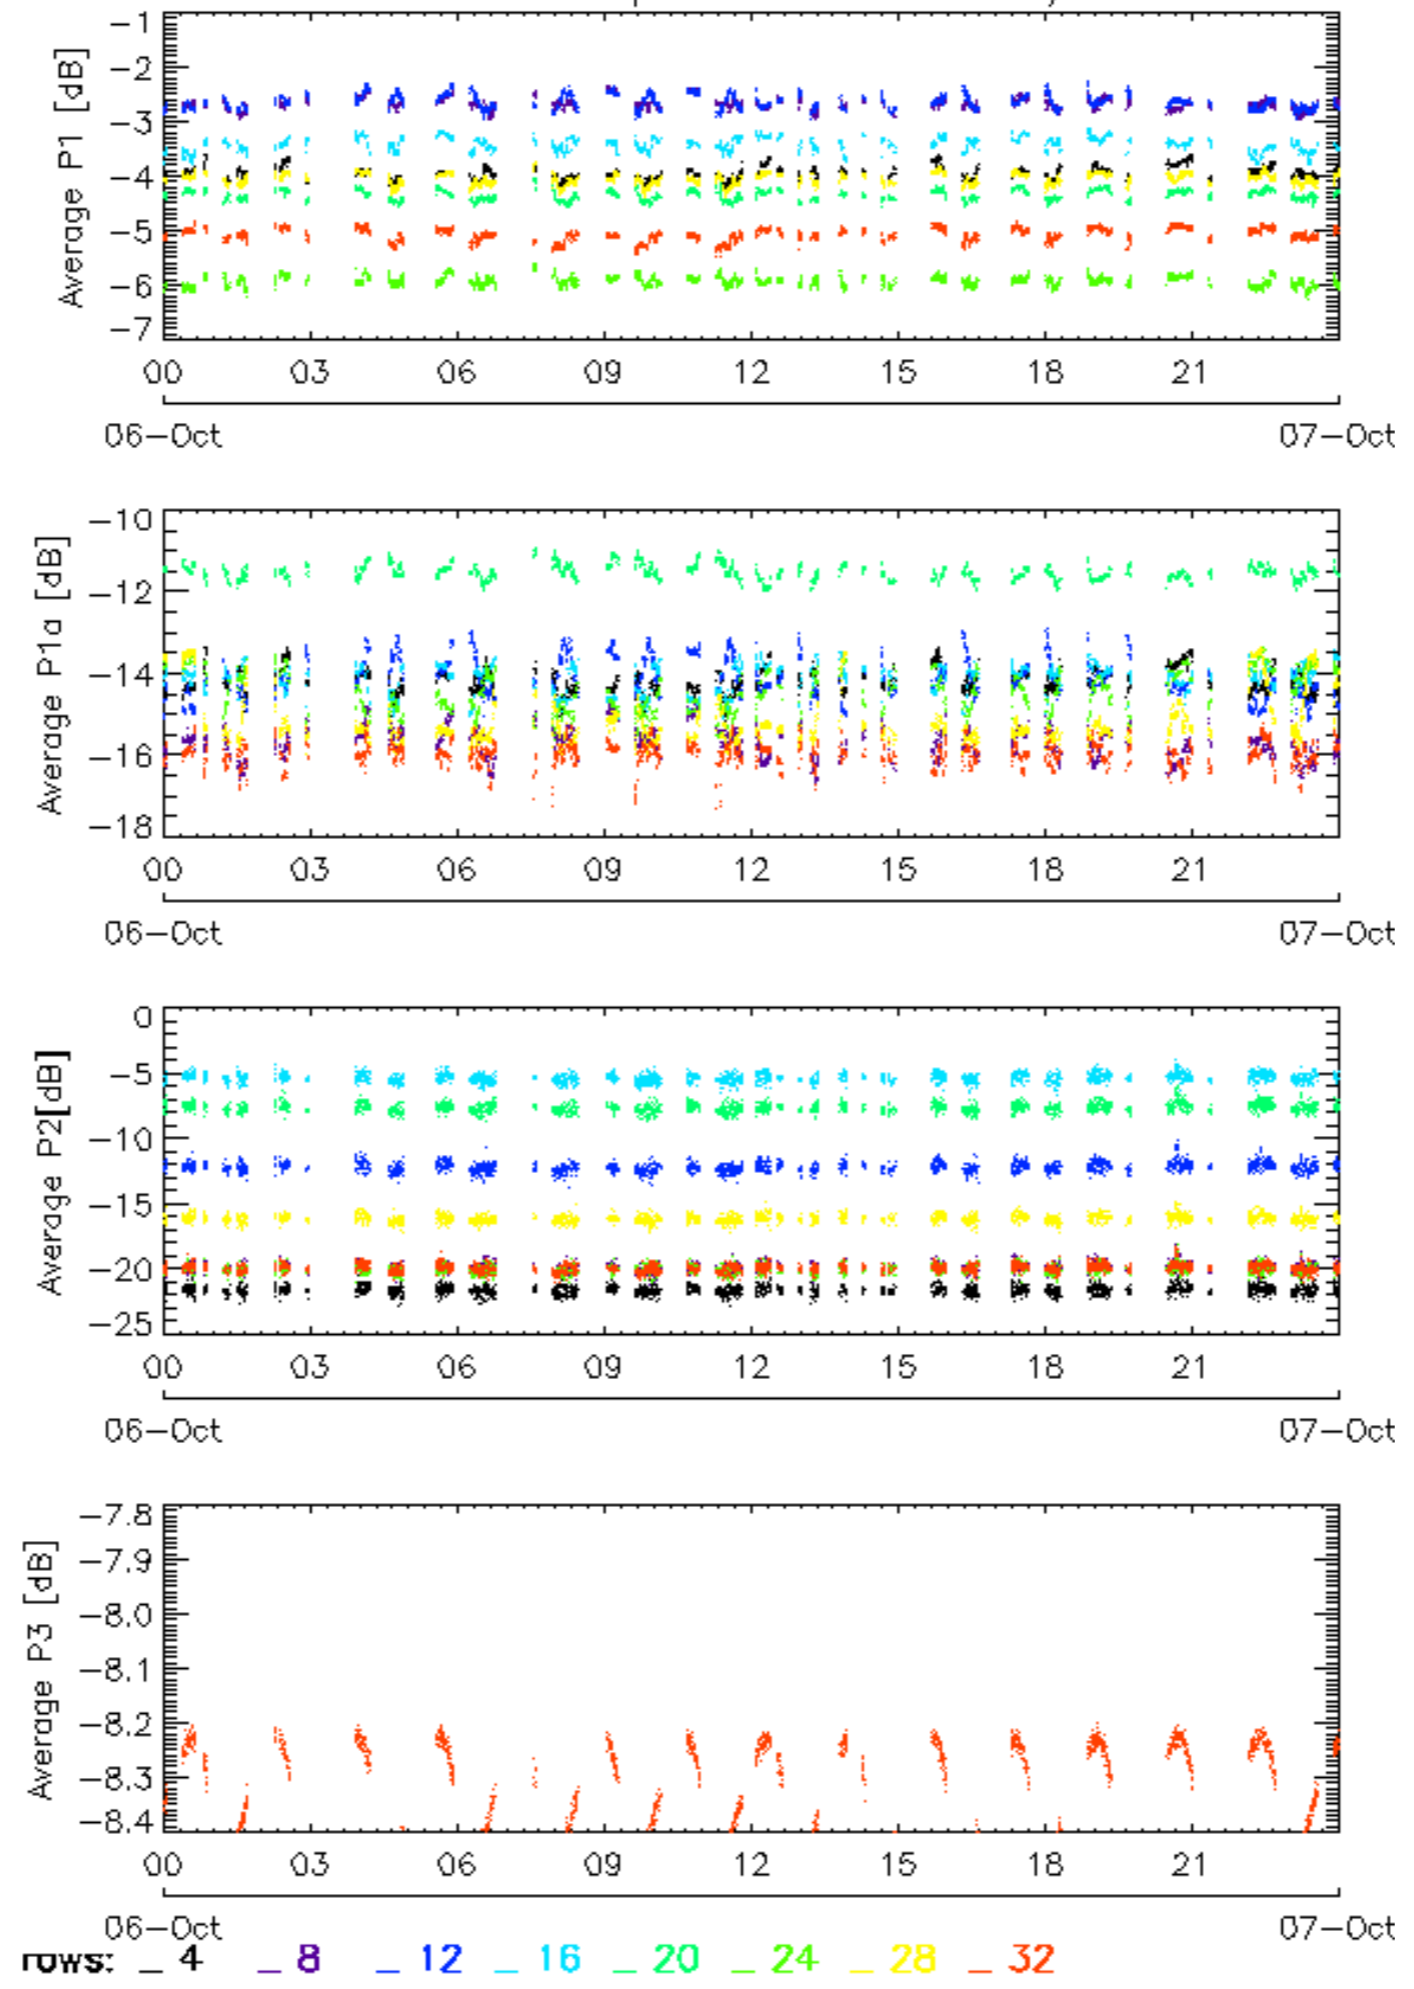 Average P1 [dB]
-1
-2
-3
-4
-5
-6
-7
00 03 06 09 12 15 18 21
06-Oct 07-Oct
Average P1a [dB]
-10
-12
-14
-16
-18
00 03 06 09 12 15 18 21
06-Oct 07-Oct
Average P2[dB]
0
-5
-10
-15
-20
-25
00 03 06 09 12 15 18 21
06-Oct 07-Oct
Average P3 [dB]
-7.8
-7.9
-8.0
-8.1
-8.2
-8.3
-8.4
00 03 06 09 12 15 18 21
06-Oct 07-Oct
rows: _ 4 _ 8 _ 12 _ 16 _ 20 _ 24 _ 28 _ 32